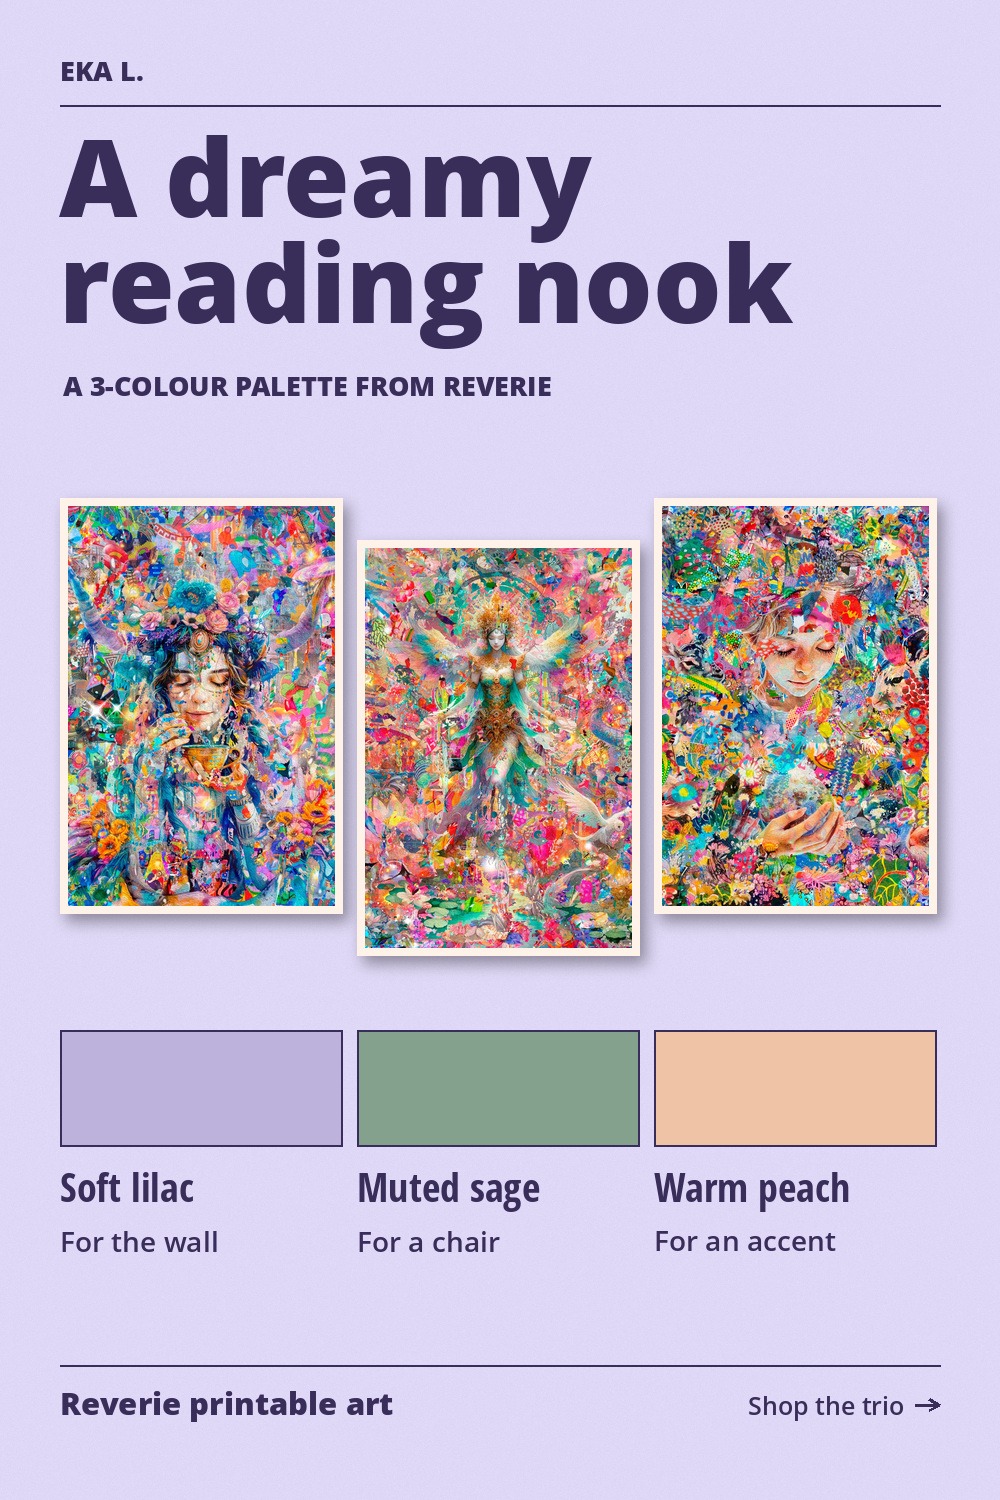 EKA L.
A dreamy
reading nook
A 3-COLOUR PALETTE FROM REVERIE
Soft lilac
For the wall
Muted sage
For a chair
Warm peach
For an accent
Reverie printable art
Shop the trio →